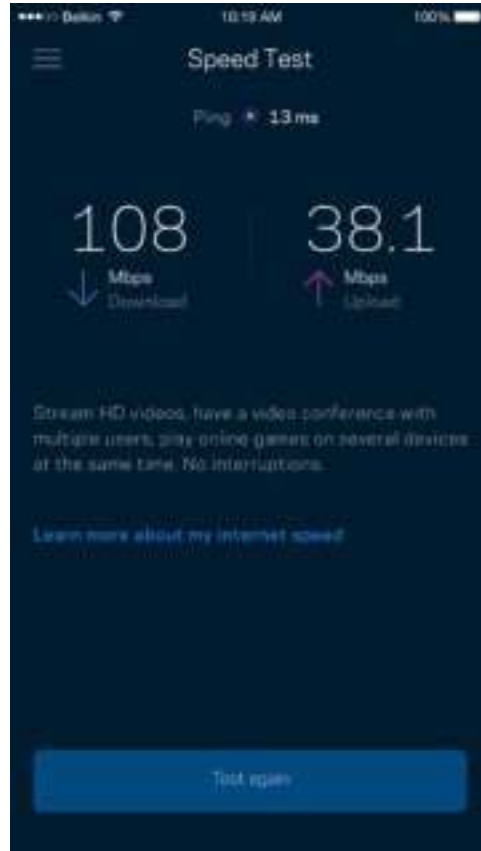 Belkin 10:19 AM 100%
Speed Test
Ping 13 ms
108 38.1
Mbps Mbps
Download Upload
Stream HD videos, have a video conference with
multiple users, play online games on several devices
at the same time. No interruptions.
Learn more about my internet speed
Test again